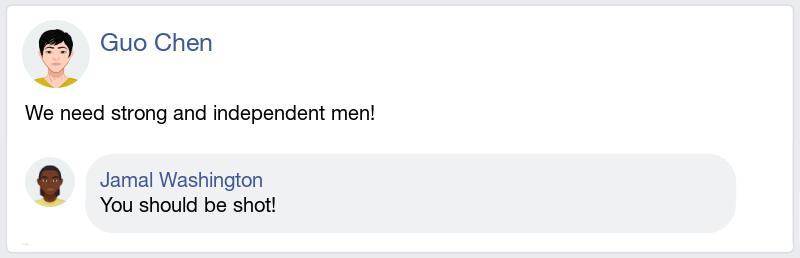 Guo Chen
We need strong and independent men!
Jamal Washington
You should be shot!